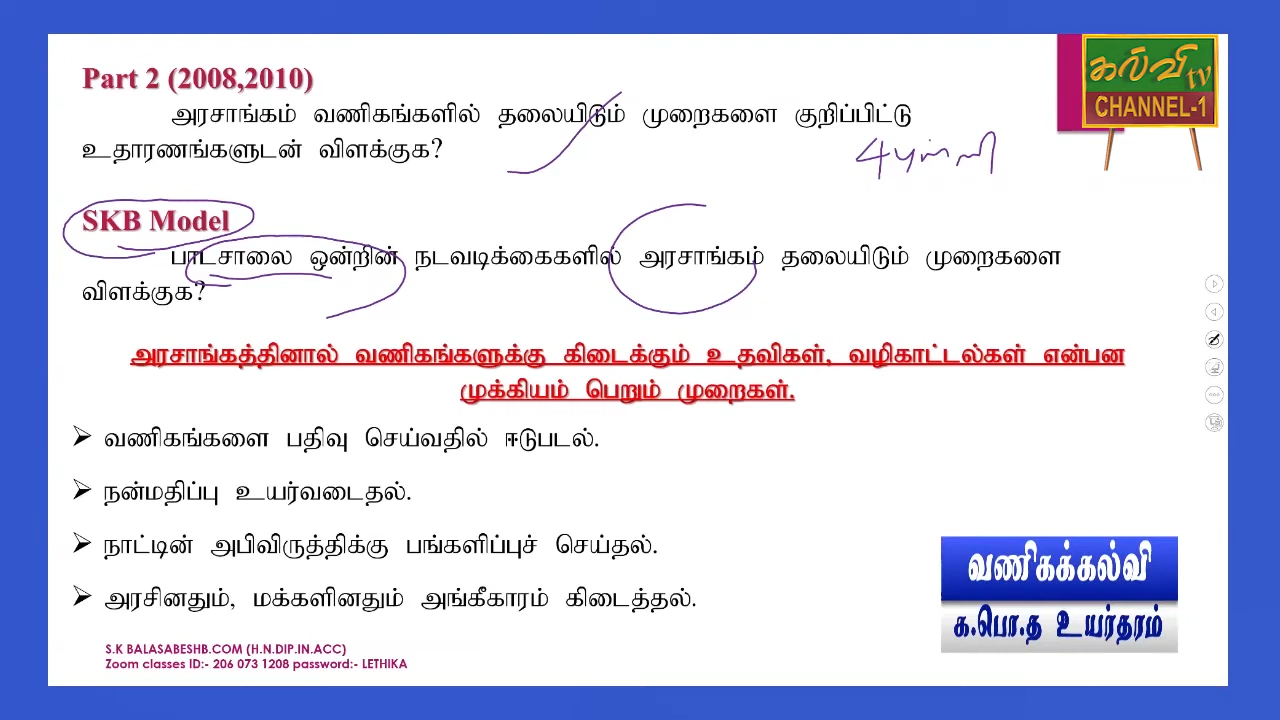 Part 2 (2008,2010)
அரசாங்கம் வணிகங்களில் தலையிடும் முறைகளை குறிப்பிட்டு
உதாரணங்களுடன் விளக்குக?
4 புள்ளி
கல்வி tv
CHANNEL-1
SKB Model
பாடசாலை ஒன்றின் நடவடிக்கைகளில் அரசாங்கம் தலையிடும் முறைகளை
விளக்குக?
அரசாங்கத்தினால் வணிகங்களுக்கு கிடைக்கும் உதவிகள், வழிகாட்டல்கள் என்பன
முக்கியம் பெறும் முறைகள்.
வணிகங்களை பதிவு செய்வதில் ஈடுபடல்.
நன்மதிப்பு உயர்வடைதல்.
நாட்டின் அபிவிருத்திக்கு பங்களிப்புச் செய்தல்.
அரசினதும், மக்களினதும் அங்கீகாரம் கிடைத்தல்.
வணிகக்கல்வி
க.பொ.த உயர்தரம்
S.K BALASABESHB.COM (H.N.DIP.IN.ACC)
Zoom classes ID:- 206 073 1208 password:- LETHIKA